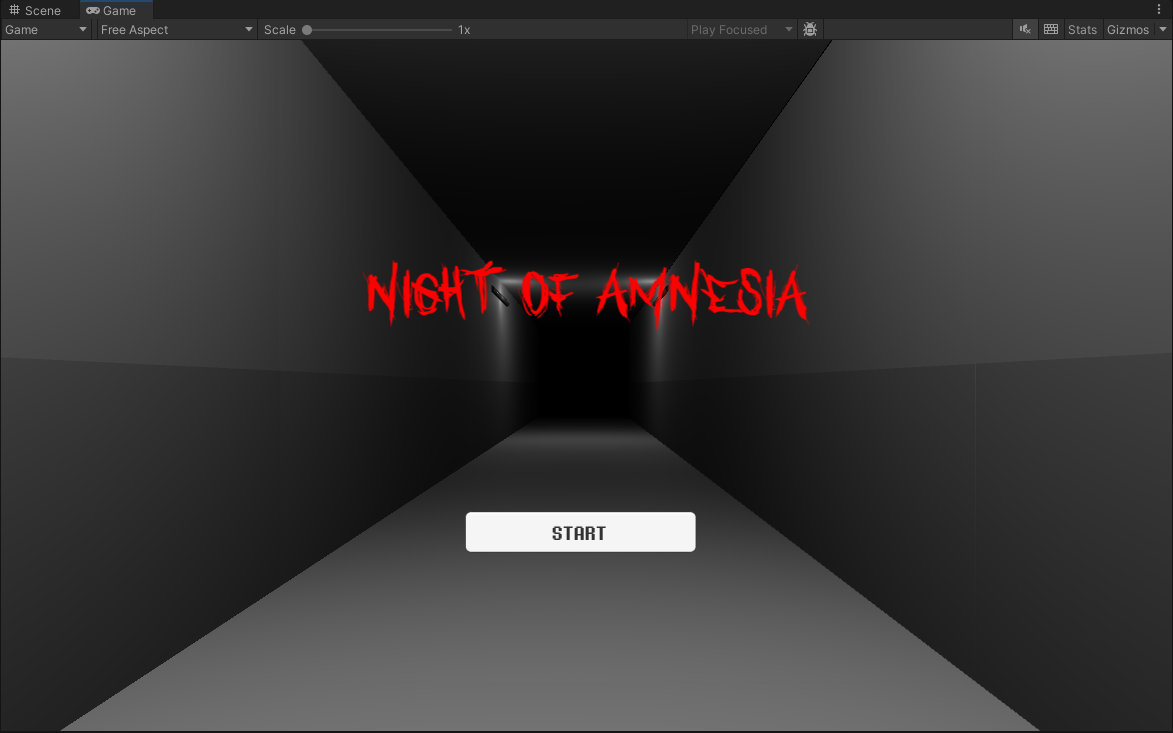 Scene Game
Game Free Aspect Scale 1x Play Focused Stats Gizmos
NIGHT OF AMNESIA
START